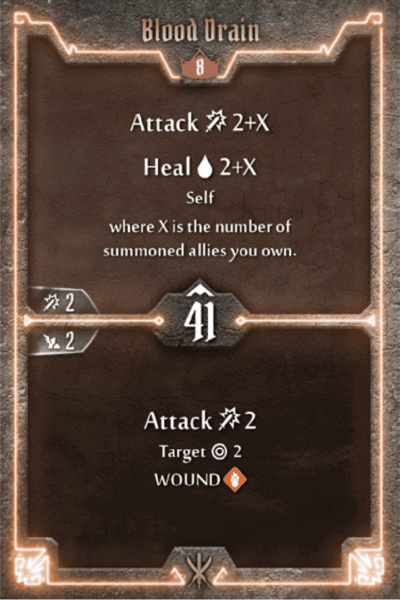 Blood Drain
8
Attack 2+X
Heal 2+X
Self
where X is the number of
summoned allies you own.
2
41
2
Attack 2
Target 2
WOUND